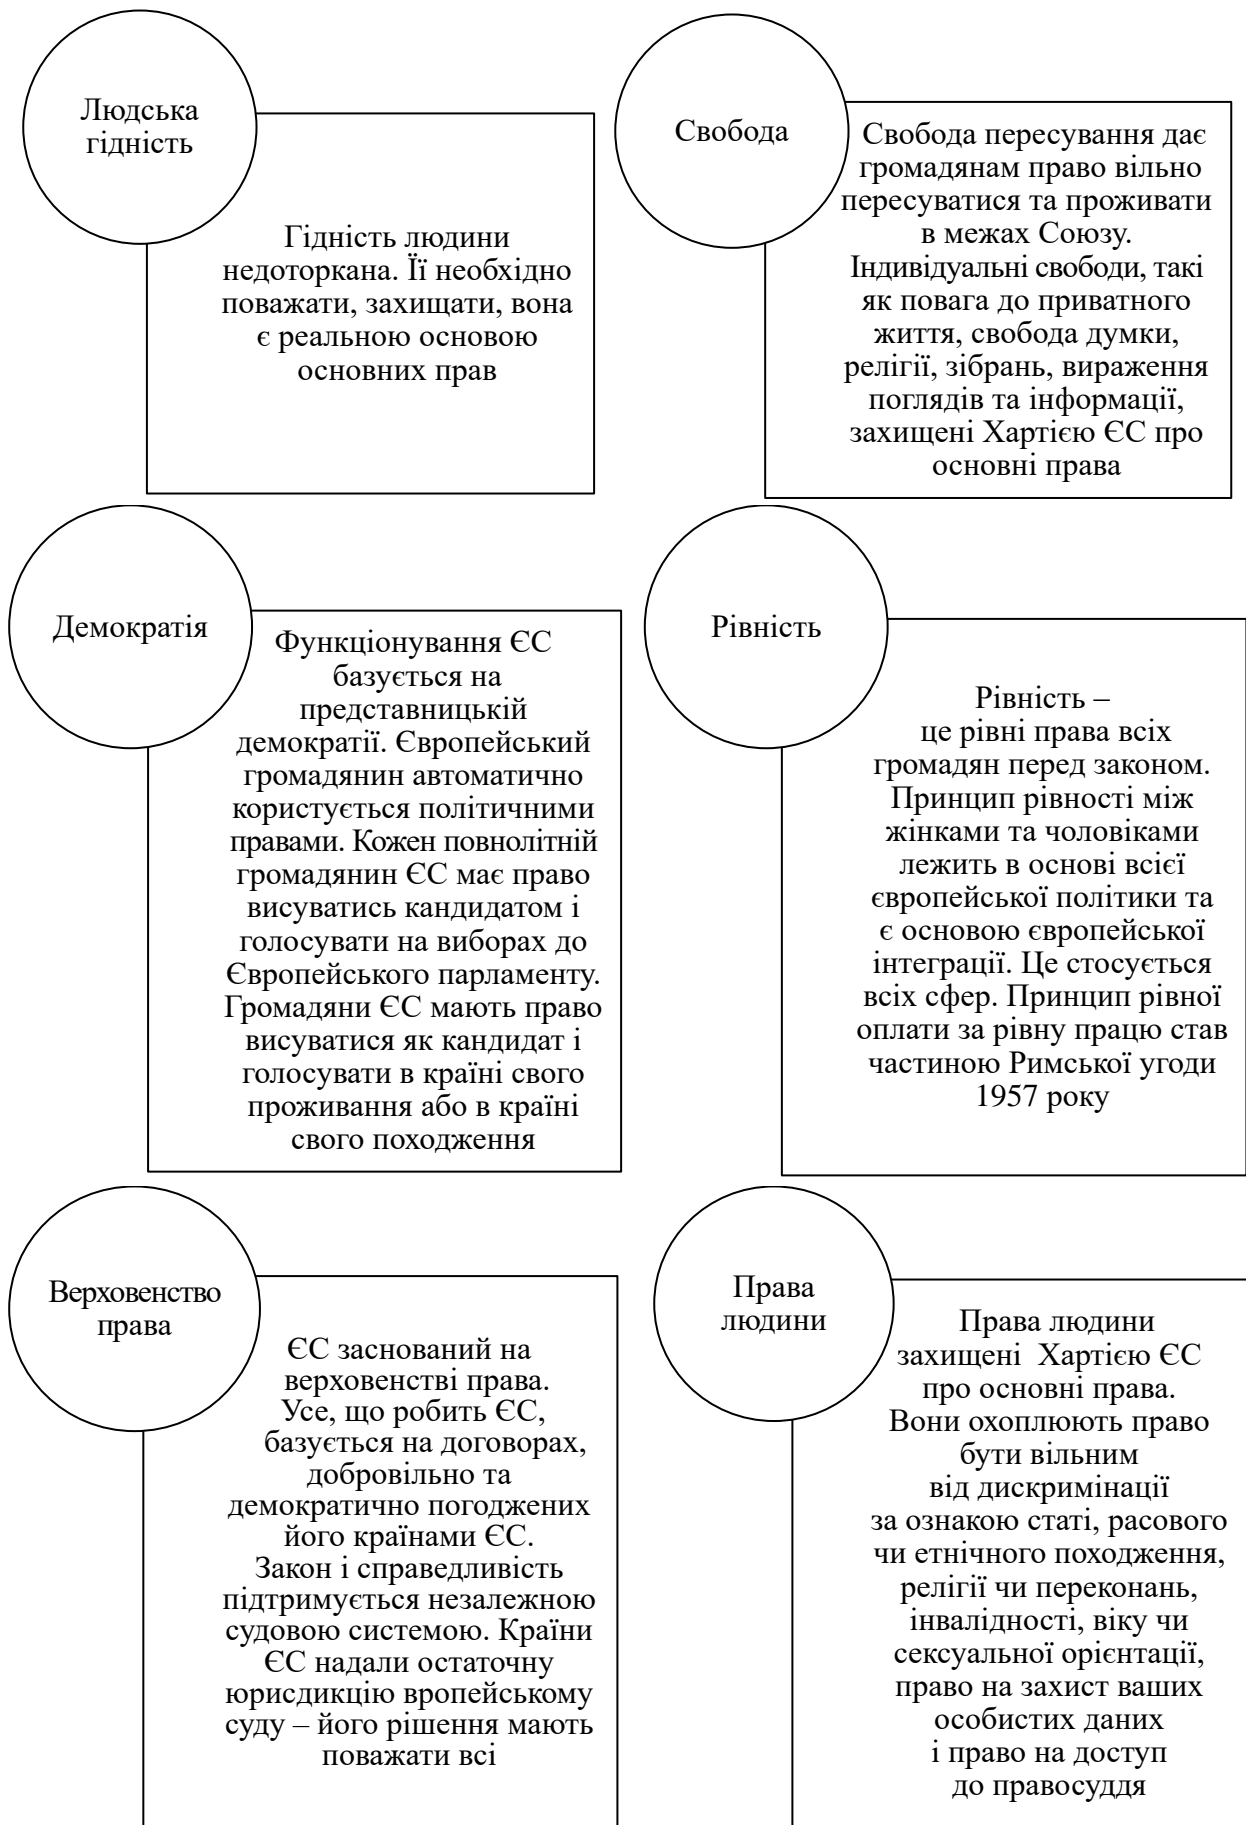 Людська
гідність
Гідність людини
недоторкана. Її необхідно
поважати, захищати, вона
є реальною основою
основних прав
Свобода
Свобода пересування дає
громадянам право вільно
пересуватися та проживати
в межах Союзу.
Індивідуальні свободи, такі
як повага до приватного
життя, свобода думки,
релігії, зібрань, вираження
поглядів та інформації,
захищені Хартією ЄС про
основні права
Демократія
Функціонування ЄС
базується на
представницькій
демократії. Європейський
громадянин автоматично
користується політичними
правами. Кожен повнолітній
громадянин ЄС має право
висуватись кандидатом і
голосувати на виборах до
Європейського парламенту.
Громадяни ЄС мають право
висуватися як кандидат і
голосувати в країні свого
проживання або в країні
свого походження
Рівність
Рівність –
це рівні права всіх
громадян перед законом.
Принцип рівності між
жінками та чоловіками
лежить в основі всієї
європейської політики та
є основою європейської
інтеграції. Це стосується
всіх сфер. Принцип рівної
оплати за рівну працю став
частиною Римської угоди
1957 року
Верховенство
права
ЄС заснований на
верховенстві права.
Усе, що робить ЄС,
базується на договорах,
добровільно та
демократично погоджених
його країнами ЄС.
Закон і справедливість
підтримується незалежною
судовою системою. Країни
ЄС надали остаточну
юрисдикцію вропейському
суду – його рішення мають
поважати всі
Права
людини
Права людини
захищені Хартією ЄС
про основні права.
Вони охоплюють право
бути вільним
від дискримінації
за ознакою статі, расового
чи етнічного походження,
релігії чи переконань,
інвалідності, віку чи
сексуальної орієнтації,
право на захист ваших
особистих даних
і право на доступ
до правосуддя